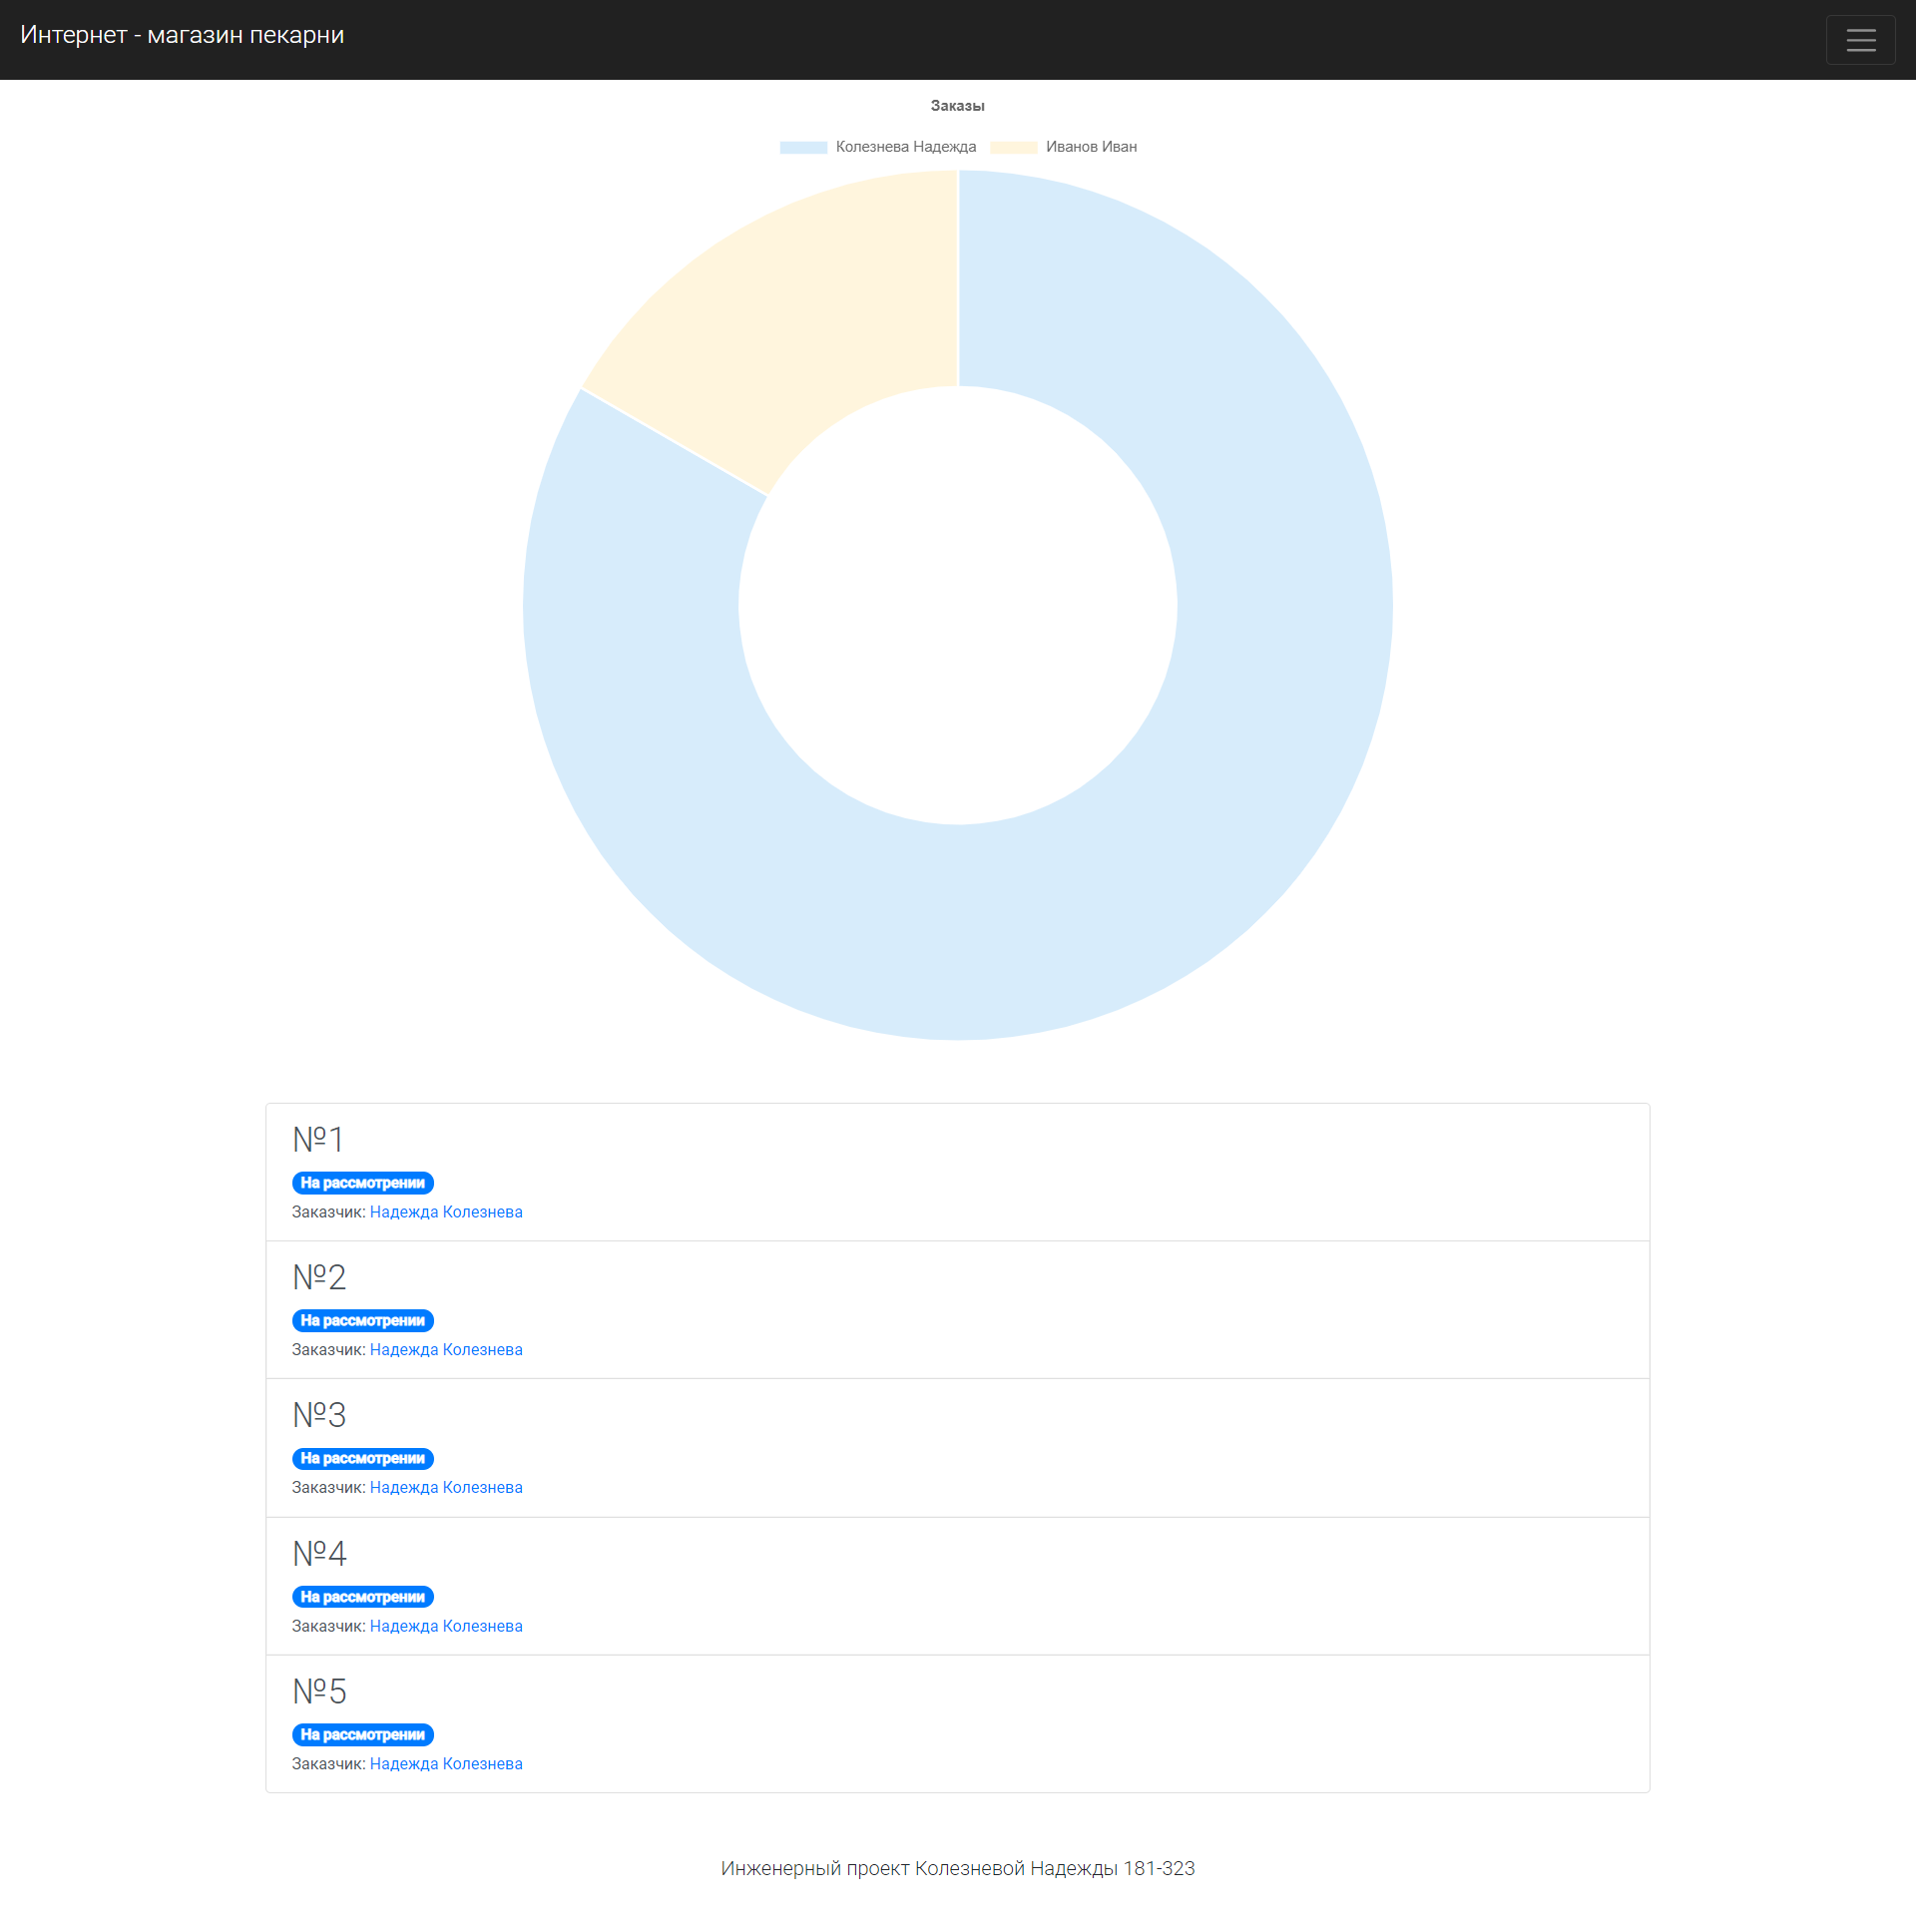 Интернет - магазин пекарни
Заказы
Колезнева Надежда Иванов Иван
№1
На рассмотрении
Заказчик: Надежда Колезнева
№2
На рассмотрении
Заказчик: Надежда Колезнева
№3
На рассмотрении
Заказчик: Надежда Колезнева
№4
На рассмотрении
Заказчик: Надежда Колезнева
№5
На рассмотрении
Заказчик: Надежда Колезнева
Инженерный проект Колезневой Надежды 181-323